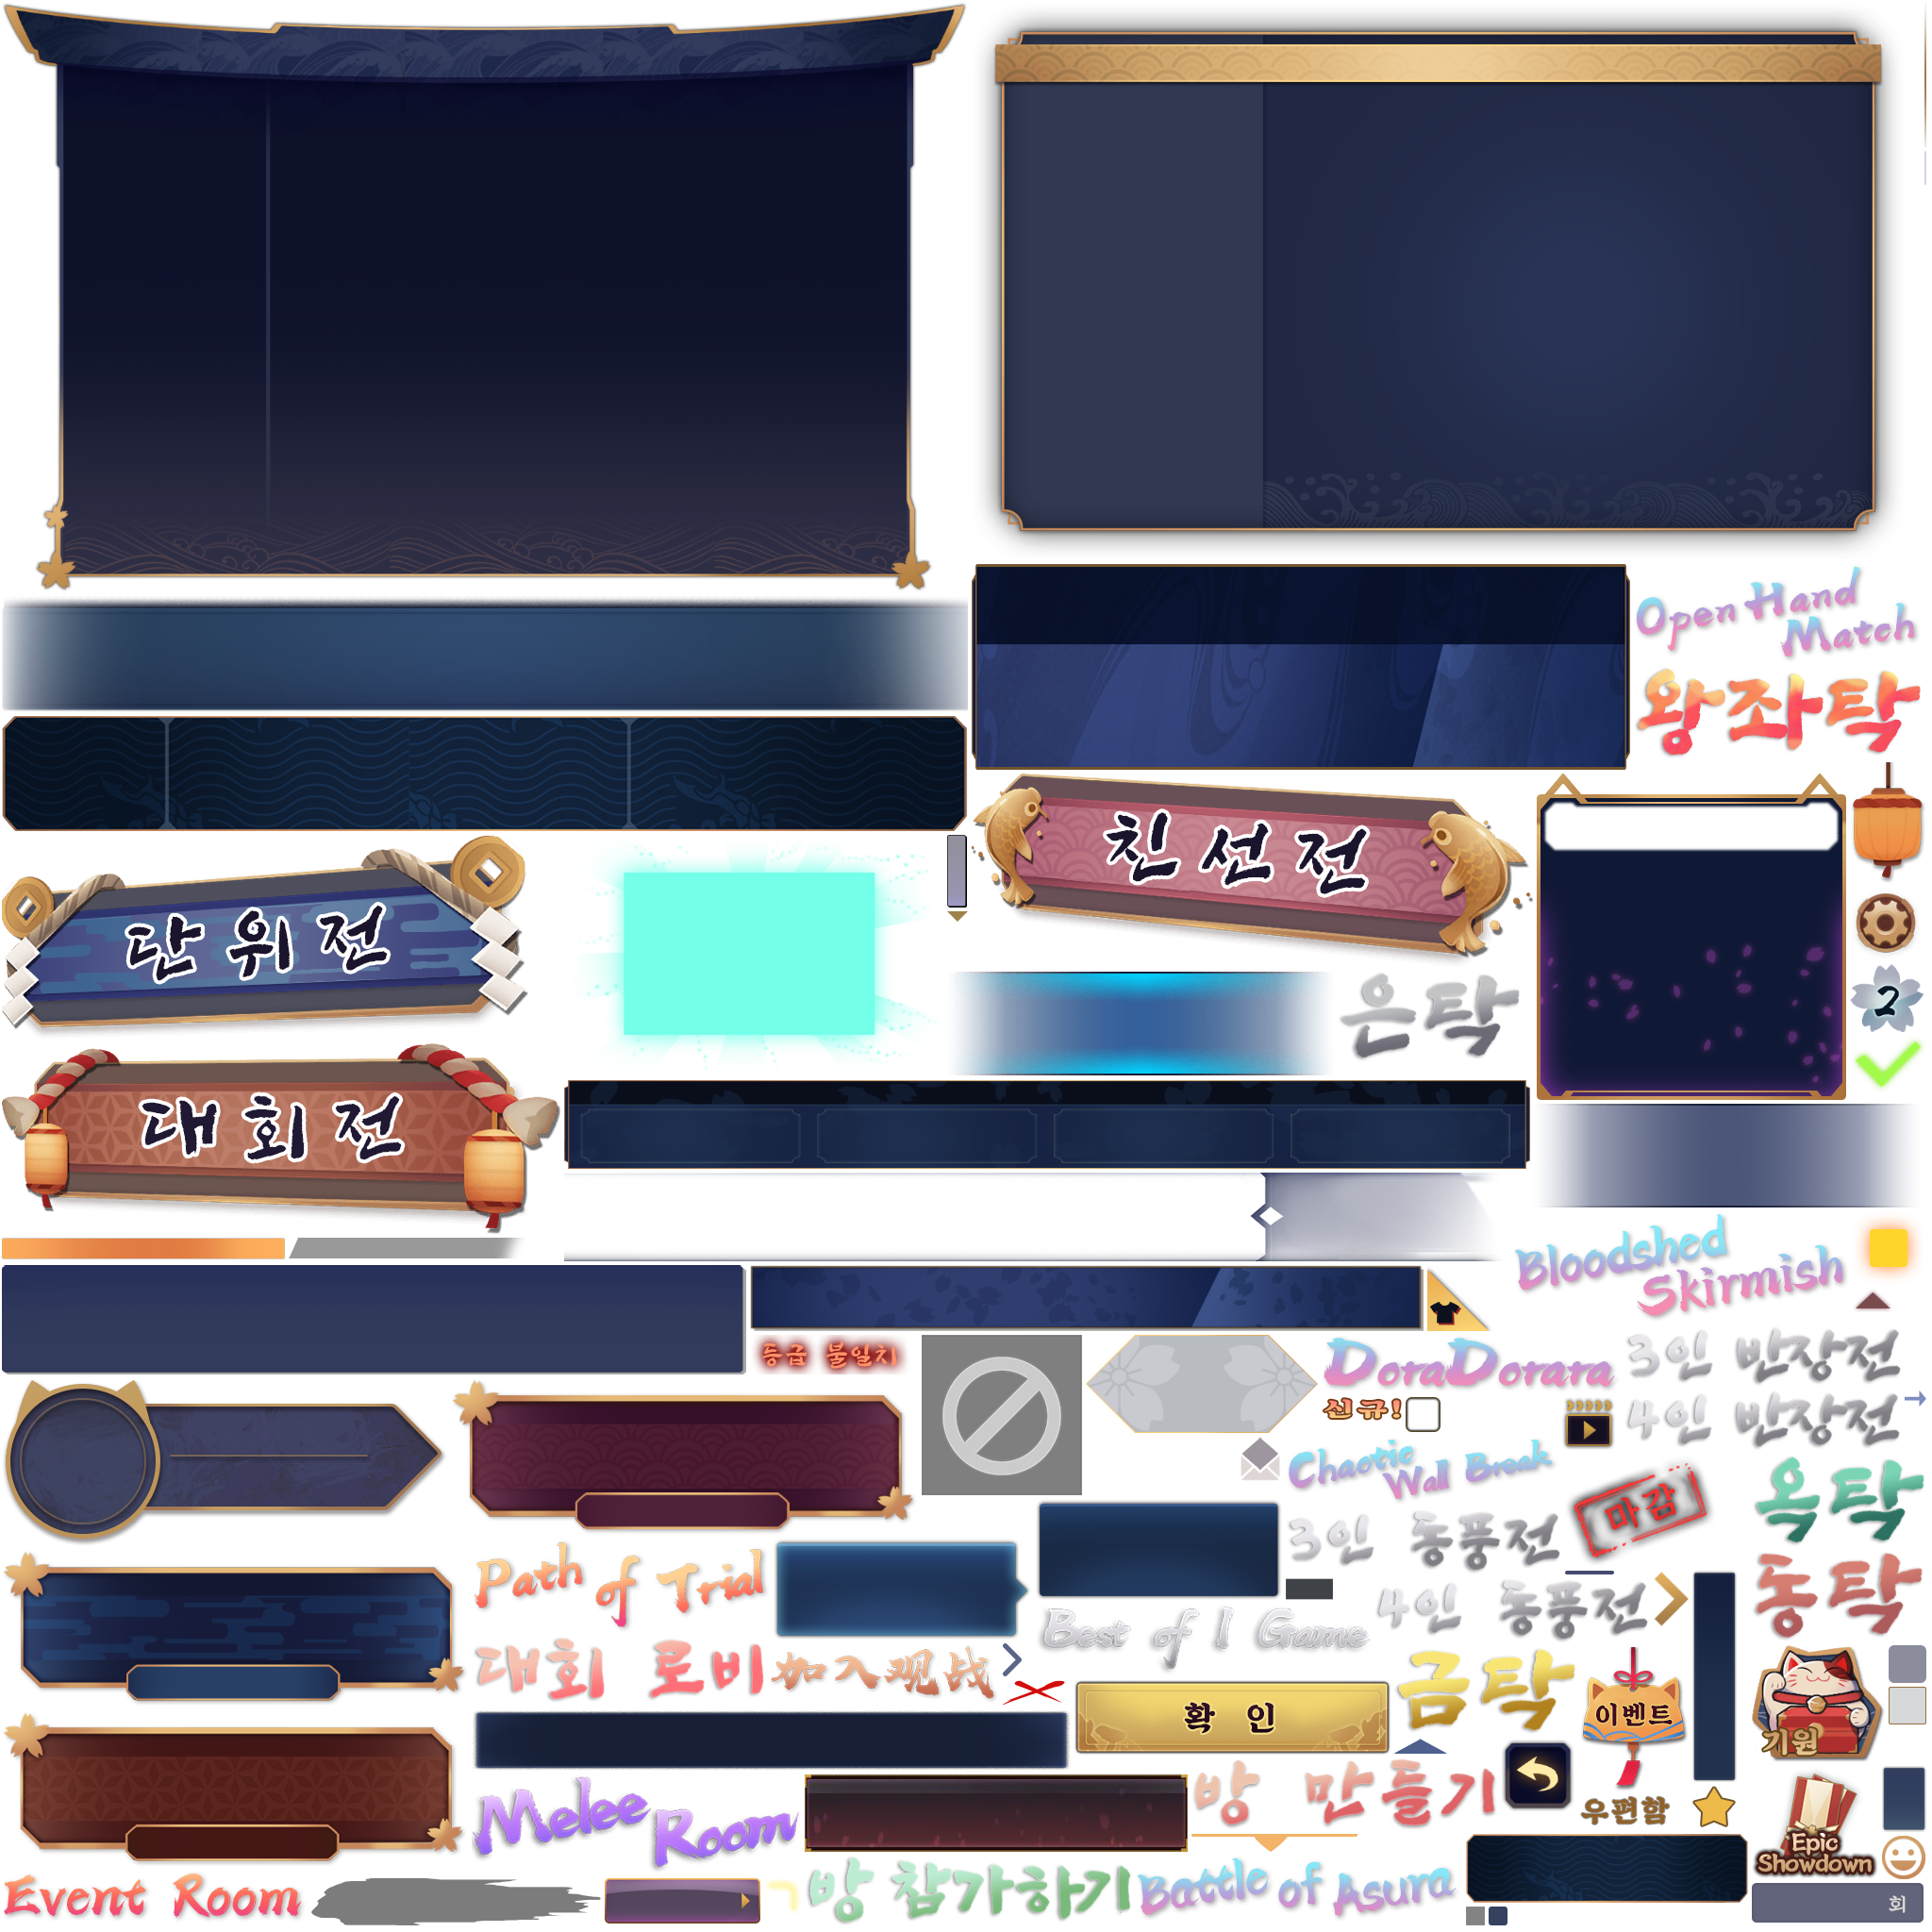 Open Hand
Match
왕좌탁
친선전
단위전
2
은탁
대회전
Bloodshed
Skirmish
등급 불일치
DoraDorara
3인 반장전
신규!
4인 반장전
Chaotic
Wall Break
옥탁
마감
3인 동풍전
Path of Trial
동탁
4인 동풍전
Best of 1 Game
대회 로비
加入观战
금탁
이벤트
기원
확인
방 만들기
Melee
Room
우편함
Epic
Showdown
Event Room
방 참가하기
Battle of Asura
회